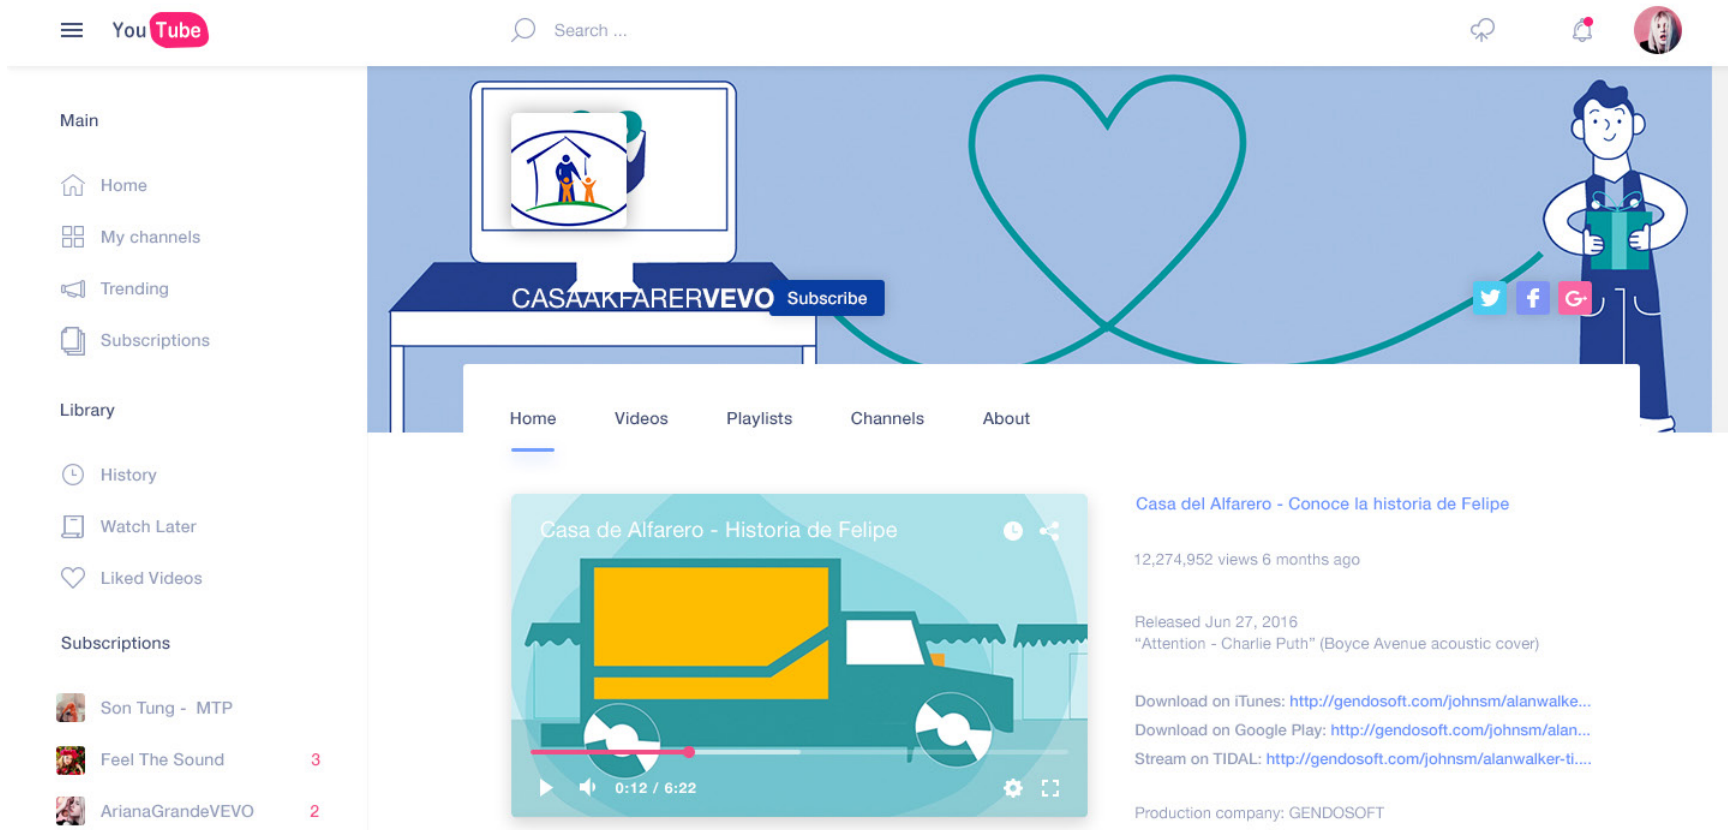 YouTube
Search ...
Main
Home
My channels
Trending
Subscriptions
Library
History
Watch Later
Liked Videos
Subscriptions
Son Tung - MTP
Feel The Sound 3
ArianaGrandeVEVO 2
CASAAKFARERVEVO
Subscribe
Home Videos Playlists Channels About
Casa de Alfarero - Historia de Felipe
0:12 / 6:22
Casa del Alfarero - Conoce la historia de Felipe
12,274,952 views 6 months ago
Released Jun 27, 2016
“Attention - Charlie Puth” (Boyce Avenue acoustic cover)
Download on iTunes: http://gendosoft.com/johnsm/alanwalke...
Download on Google Play: http://gendosoft.com/johnsm/alan...
Stream on TIDAL: http://gendosoft.com/johnsm/alanwalker-ti....
Production company: GENDOSOFT